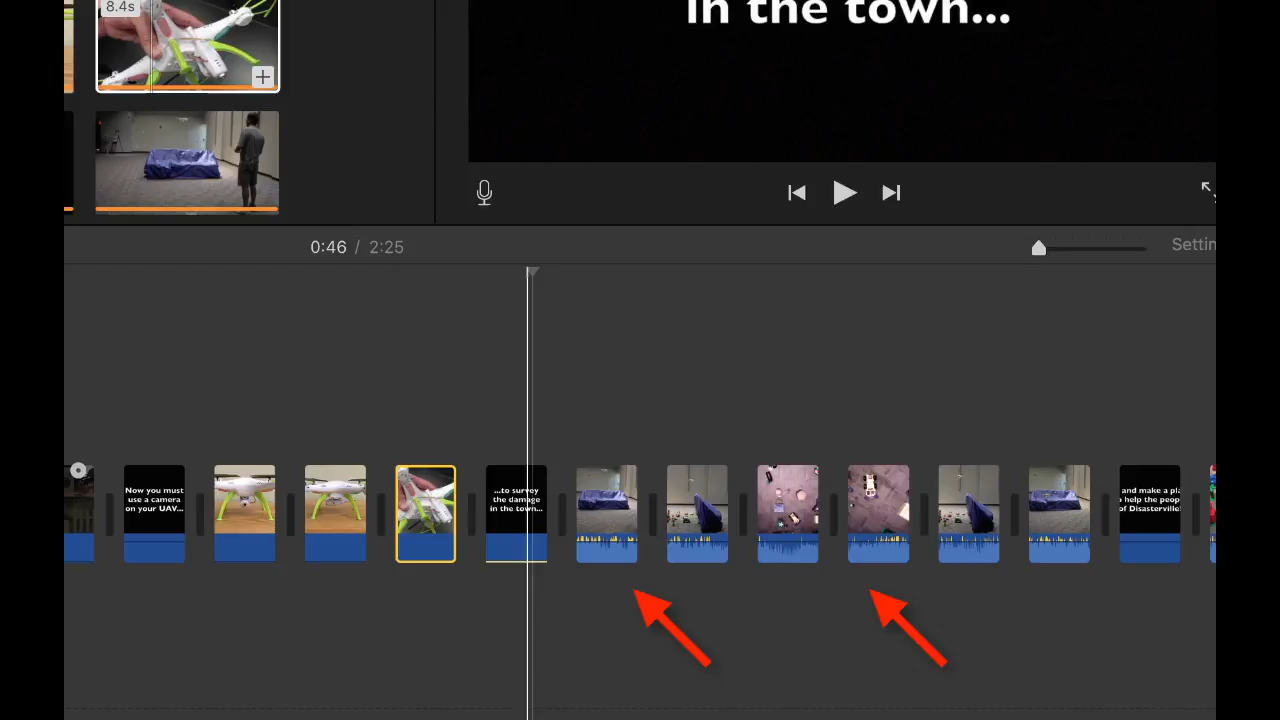 8.4s
in the town...
0:46 / 2:25
Settin
Now you must
use a camera
on your UAV...
...to survey
the damage
in the town...
and make a pla
help the peop
of Disasterville